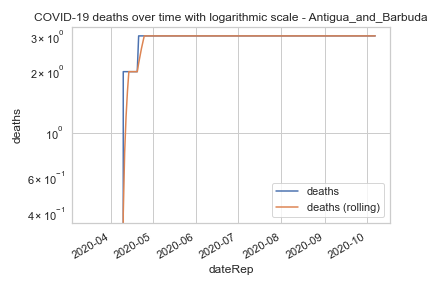 COVID-19 deaths over time with logarithmic scale - Antigua_and_Barbuda
3 × 10⁰
2 × 10⁰
10⁰
6 × 10⁻¹
4 × 10⁻¹
deaths
deaths
deaths (rolling)
2020-04
2020-05
2020-06
2020-07
2020-08
2020-09
2020-10
dateRep